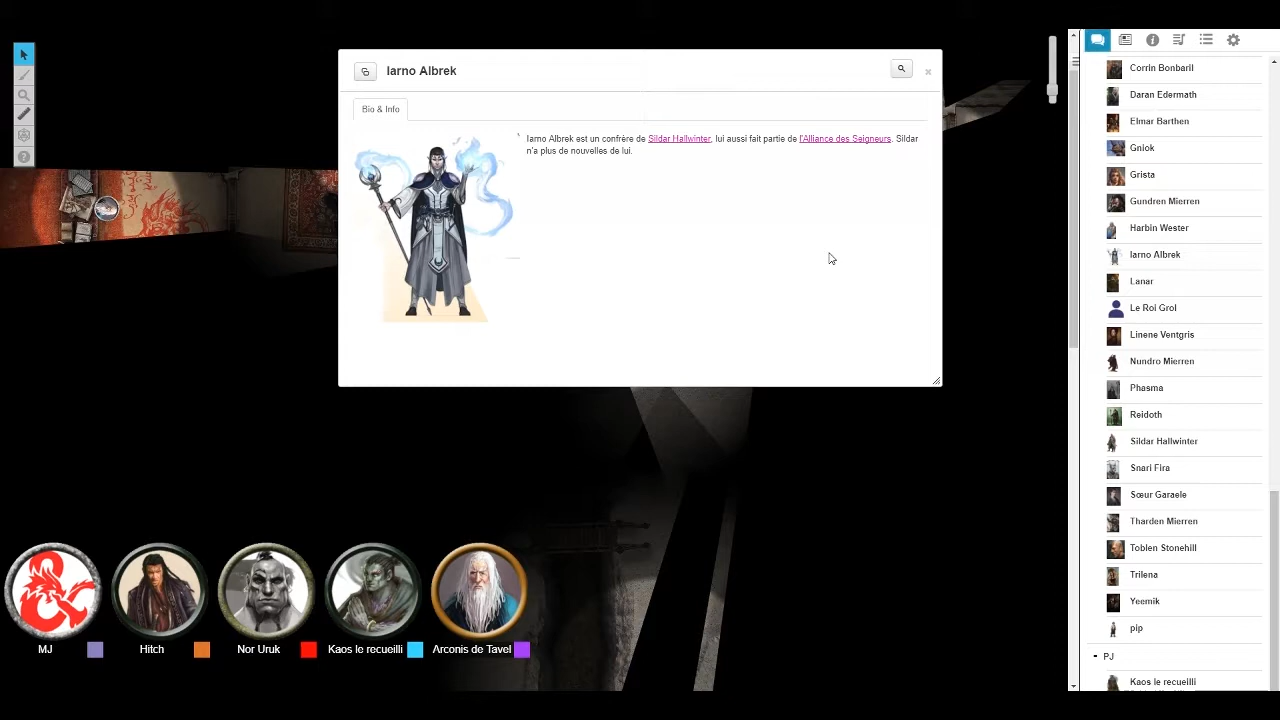 Iarno Albrek
Bio & Info
Iarno Albrek est un confrère de Sildar Hallwinter, lui aussi fait partie de l'Alliance des Seigneurs. Sildar
n'a plus de nouvelles de lui.
Corrin Bonbaril
Daran Edermath
Elmar Barthen
Gniok
Grista
Gundren Mierren
Harbin Wester
Iarno Albrek
Lanar
Le Roi Grol
Linene Ventgris
Nundro Mierren
Phasma
Reidoth
Sildar Hallwinter
Snarl Fira
Sœur Garaele
Tharden Mierren
Toblen Stonehill
Trilena
Yeemik
pip
PJ
Kaos le recueilli
MJ
Hitch
Nor Uruk
Kaos le recueilli
Arconis de Tavel